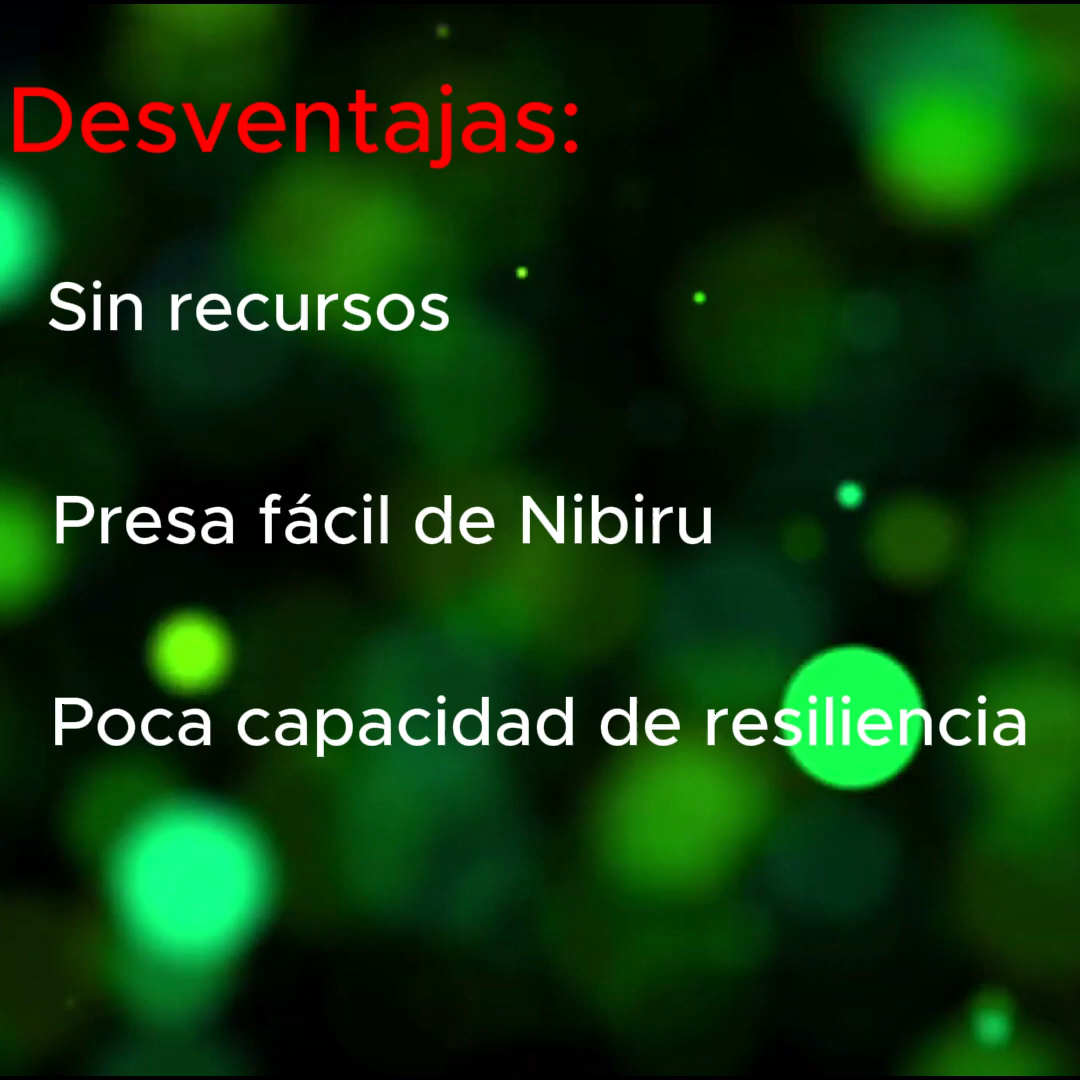 Desventajas:
Sin recursos
Presa fácil de Nibiru
Poca capacidad de resiliencia